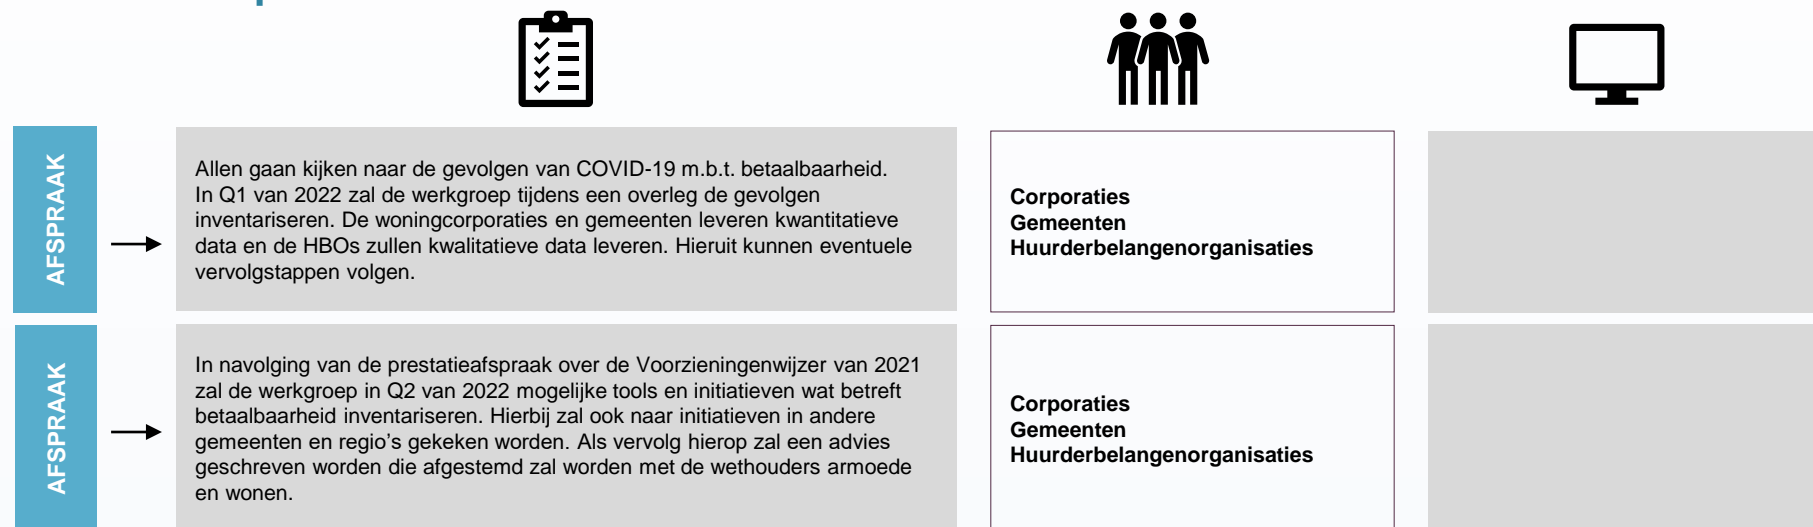 AFSPRAAK
Allen gaan kijken naar de gevolgen van COVID-19 m.b.t. betaalbaarheid.
In Q1 van 2022 zal de werkgroep tijdens een overleg de gevolgen
inventariseren. De woningcorporaties en gemeenten leveren kwantitatieve
data en de HBOs zullen kwalitatieve data leveren. Hieruit kunnen eventuele
vervolgstappen volgen.
Corporaties
Gemeenten
Huurderbelangenorganisaties
AFSPRAAK
In navolging van de prestatieafspraak over de Voorzieningenwijzer van 2021
zal de werkgroep in Q2 van 2022 mogelijke tools en initiatieven wat betreft
betaalbaarheid inventariseren. Hierbij zal ook naar initiatieven in andere
gemeenten en regio's gekeken worden. Als vervolg hierop zal een advies
geschreven worden die afgestemd zal worden met de wethouders armoede
en wonen.
Corporaties
Gemeenten
Huurderbelangenorganisaties